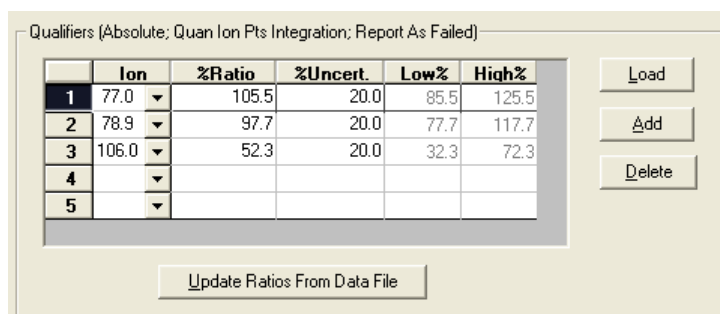 Qualifiers (Absolute; Quan Ion Pts Integration; Report As Failed)
Ion %Ratio %Uncert. Low% High%
1 77.0 105.5 20.0 85.5 125.5
2 78.9 97.7 20.0 77.7 117.7
3 106.0 52.3 20.0 32.3 72.3
4
5
Load
Add
Delete
Update Ratios From Data File